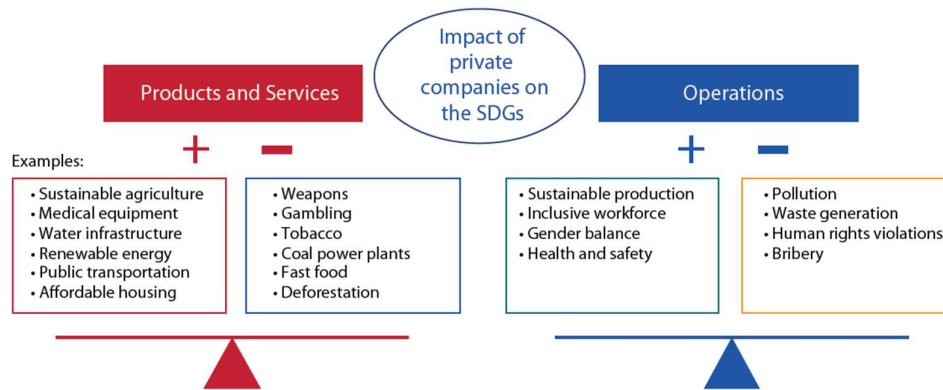 Impact of
private
companies on
the SDGs
Products and Services
Operations
+ −
+ −
Examples:
• Sustainable agriculture
• Medical equipment
• Water infrastructure
• Renewable energy
• Public transportation
• Affordable housing
• Weapons
• Gambling
• Tobacco
• Coal power plants
• Fast food
• Deforestation
• Sustainable production
• Inclusive workforce
• Gender balance
• Health and safety
• Pollution
• Waste generation
• Human rights violations
• Bribery